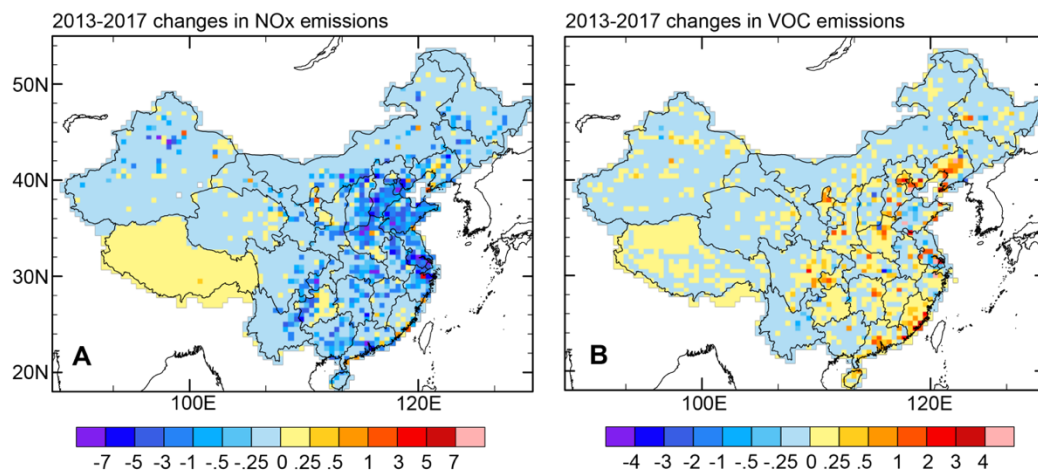 2013-2017 changes in NOx emissions
2013-2017 changes in VOC emissions
50N
40N
30N
20N
A
B
100E 120E
100E 120E
-7 -5 -3 -1 -.5 -.25 0 .25 .5 1 3 5 7
-4 -3 -2 -1 -.5 -.25 0 .25 .5 1 2 3 4